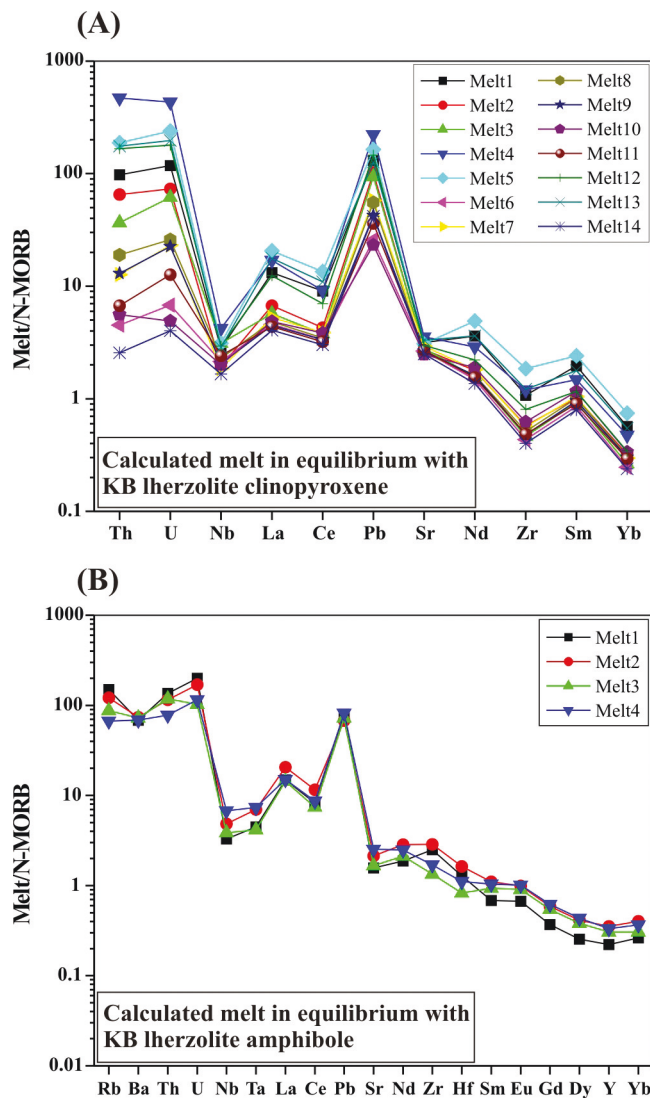 (A)
1000
100
10
1
0.1
Melt/N-MORB
Melt1
Melt2
Melt3
Melt4
Melt5
Melt6
Melt7
Melt8
Melt9
Melt10
Melt11
Melt12
Melt13
Melt14
Calculated melt in equilibrium with
KB lherzolite clinopyroxene
Th U Nb La Ce Pb Sr Nd Zr Sm Yb
(B)
1000
100
10
1
0.1
0.01
Melt/N-MORB
Melt1
Melt2
Melt3
Melt4
Calculated melt in equilibrium with
KB lherzolite amphibole
Rb Ba Th U Nb Ta La Ce Pb Sr Nd Zr Hf Sm Eu Gd Dy Y Yb